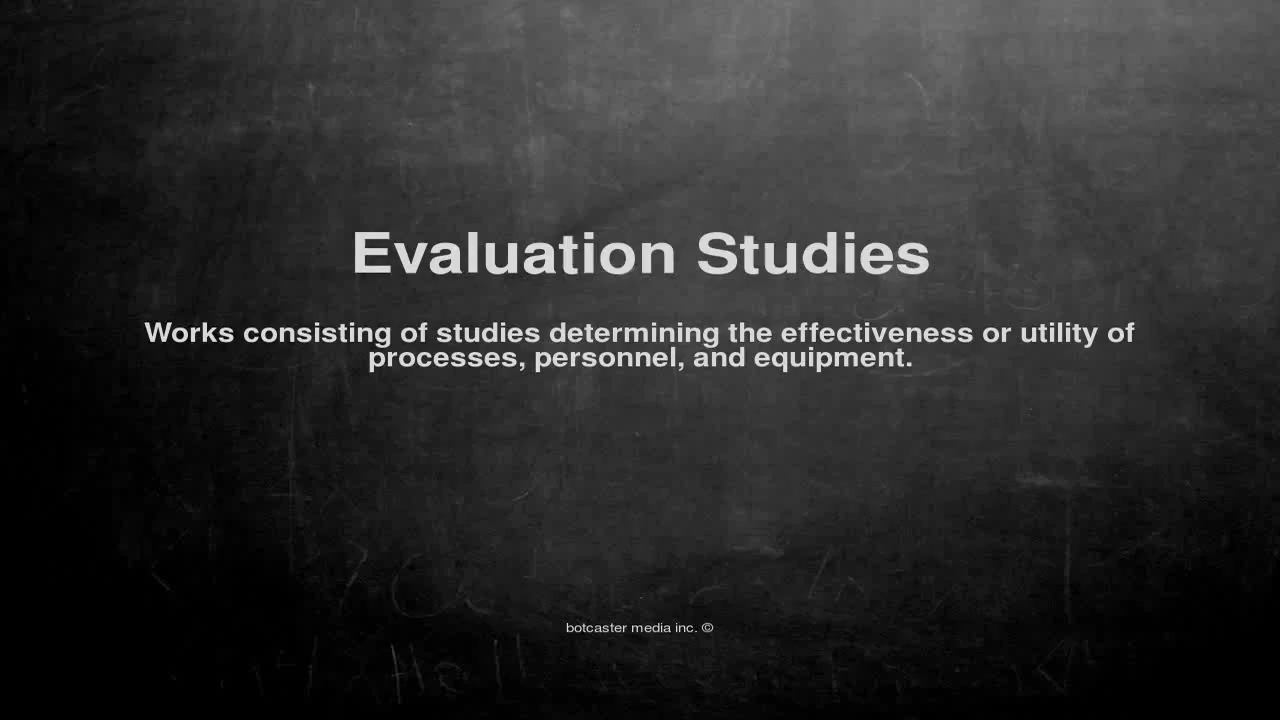 Evaluation Studies
Works consisting of studies determining the effectiveness or utility of
processes, personnel, and equipment.
botcaster media inc. ©